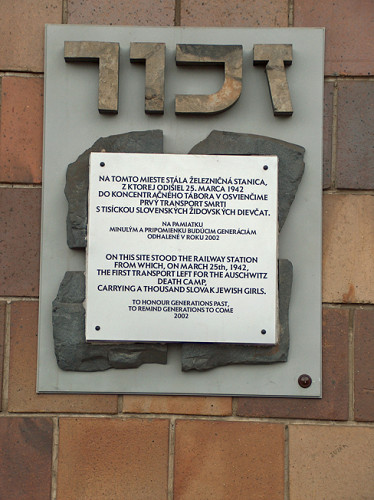 זכור
NA TOMTO MIESTE STÁLA ŽELEZNIČNÁ STANICA,
Z KTOREJ ODIŠIEL 25. MARCA 1942
DO KONCENTRAČNÉHO TÁBORA V OSVIENČIME
PRVÝ TRANSPORT SMRTI
S TISÍCKOU SLOVENSKÝCH ŽIDOVSKÝCH DIEVČAT.
NA PAMIATKU
MINULÝM A PRIPOMIENKU BUDÚCIM GENERÁCIAM
ODHALENÉ V ROKU 2002
ON THIS SITE STOOD THE RAILWAY STATION
FROM WHICH, ON MARCH 25th, 1942,
THE FIRST TRANSPORT LEFT FOR THE AUSCHWITZ
DEATH CAMP,
CARRYING A THOUSAND SLOVAK JEWISH GIRLS.
TO HONOUR GENERATIONS PAST,
TO REMIND GENERATIONS TO COME
2002